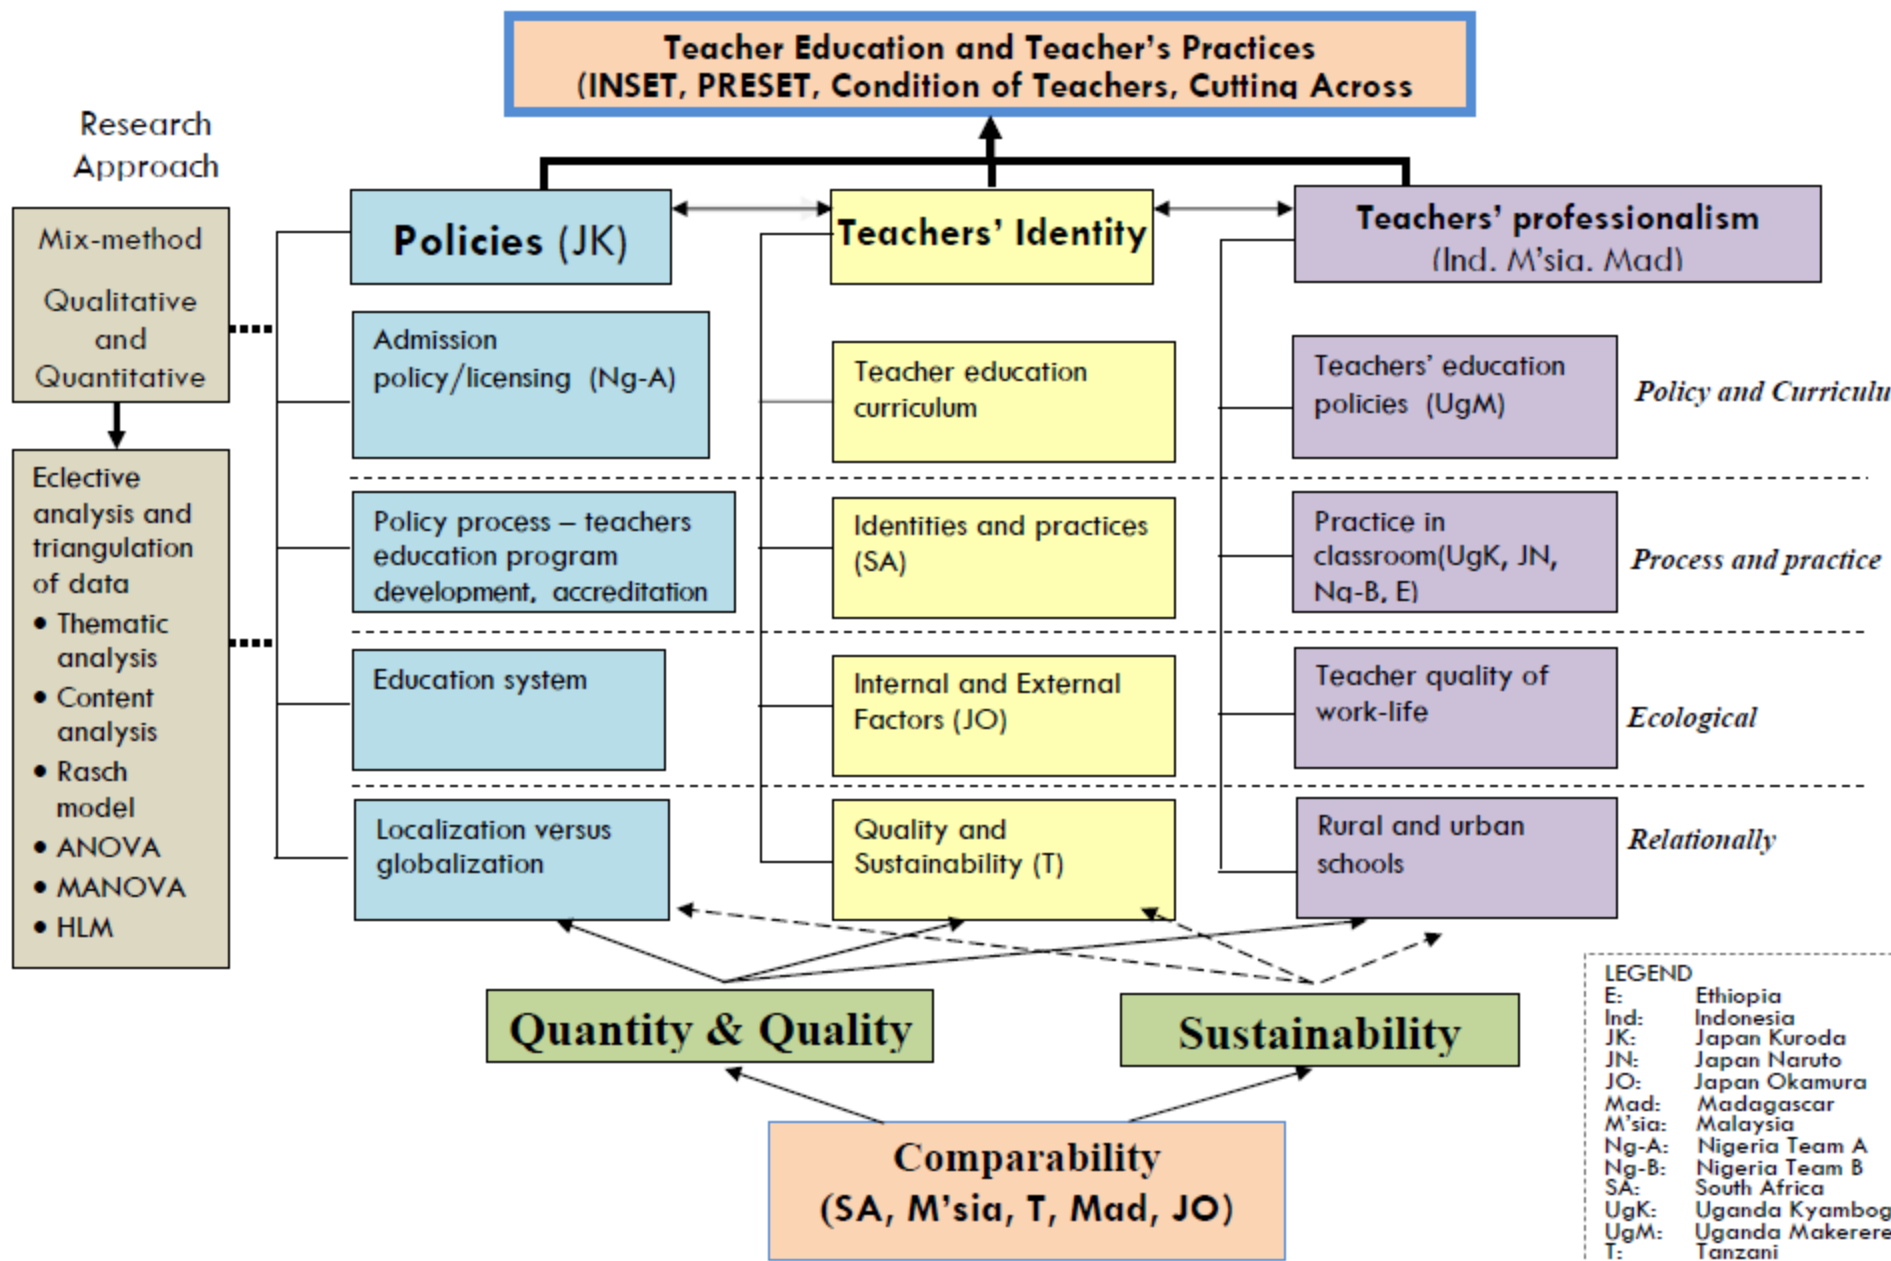 Teacher Education and Teacher's Practices
(INSET, PRESET, Condition of Teachers, Cutting Across
Research
Approach
Mix-method
Qualitative
and
Quantitative
Eclective
analysis and
triangulation
of data
• Thematic
analysis
• Content
analysis
• Rasch
model
• ANOVA
• MANOVA
• HLM
Policies (JK)
Teachers' Identity
Teachers' professionalism
(Ind. M'sia. Mad)
Admission
policy/licensing (Ng-A)
Teacher education
curriculum
Teachers' education
policies (UgM)
Policy and Curriculu
Policy process – teachers
education program
development, accreditation
Identities and practices
(SA)
Practice in
classroom(UgK, JN,
Ng-B, E)
Process and practice
Education system
Internal and External
Factors (JO)
Teacher quality of
work-life
Ecological
Localization versus
globalization
Quality and
Sustainability (T)
Rural and urban
schools
Relationally
Quantity & Quality
Sustainability
Comparability
(SA, M'sia, T, Mad, JO)
LEGEND
E: Ethiopia
Ind: Indonesia
JK: Japan Kuroda
JN: Japan Naruto
JO: Japan Okamura
Mad: Madagascar
M'sia: Malaysia
Ng-A: Nigeria Team A
Ng-B: Nigeria Team B
SA: South Africa
UgK: Uganda Kyambog
UgM: Uganda Makerere
T: Tanzani